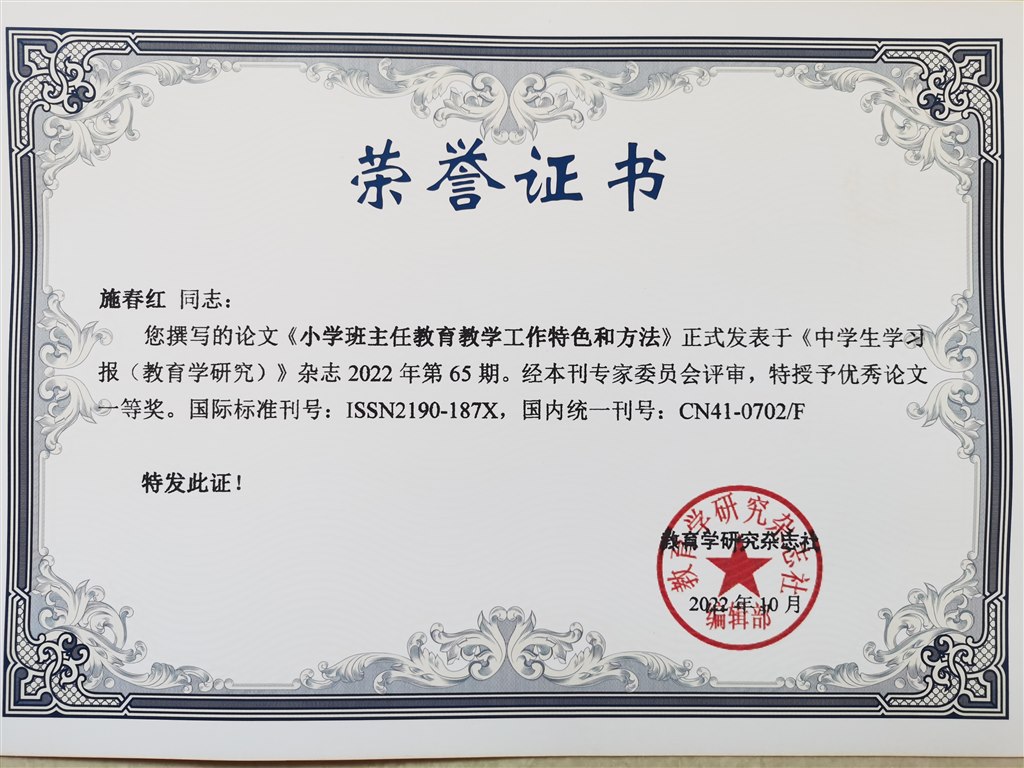 荣誉证书
施春红 同志：
您撰写的论文《小学班主任教育教学工作特色和方法》正式发表于《中学生学习
报（教育学研究）》杂志 2022 年第 65 期。经本刊专家委员会评审，特授予优秀论文
一等奖。国际标准刊号：ISSN2190-187X，国内统一刊号：CN41-0702/F
特发此证！
教育学研究杂志社
教育学研究杂志社
2022 年 10 月
编辑部